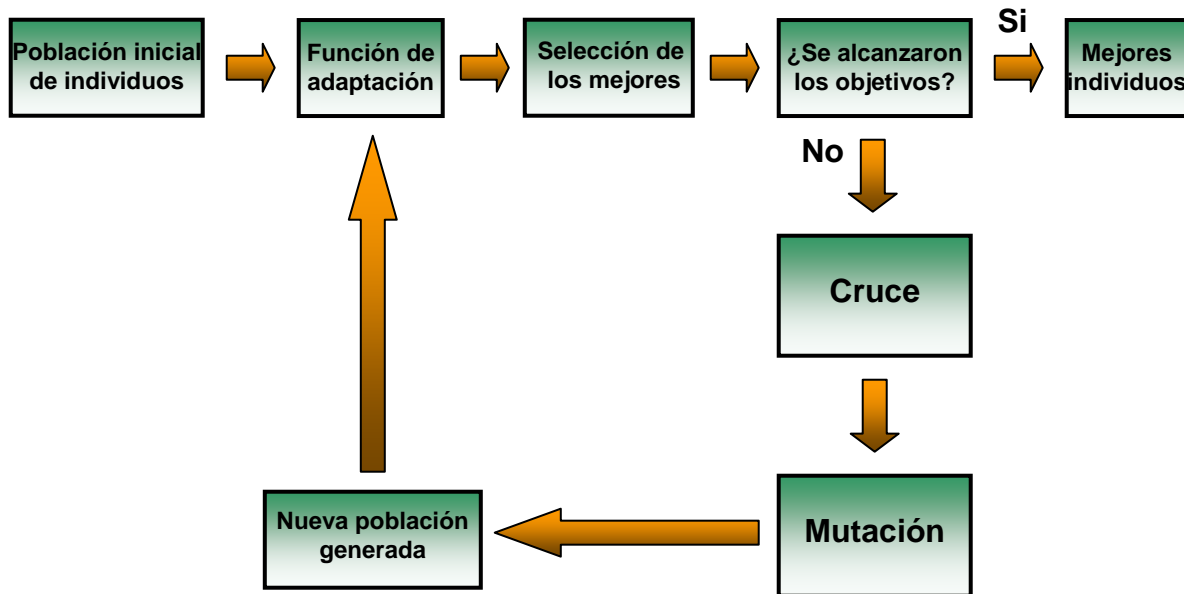 Población inicial
de individuos
Función de
adaptación
Selección de
los mejores
¿Se alcanzaron
los objetivos?
Si
Mejores
individuos
No
Cruce
Mutación
Nueva población
generada